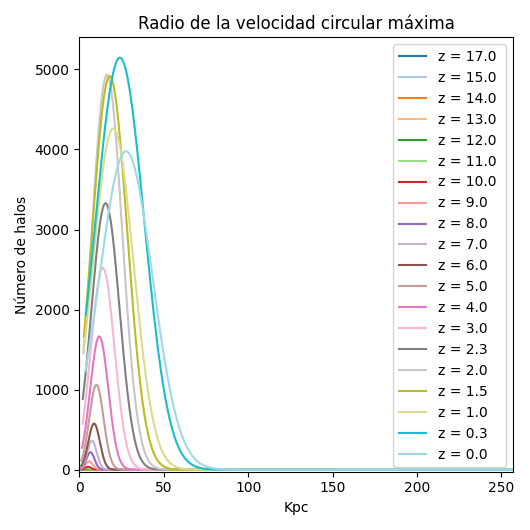 Radio de la velocidad circular máxima
Número de halos
5000
4000
3000
2000
1000
0
0 50 100 150 200 250
Kpc
z = 17.0
z = 15.0
z = 14.0
z = 13.0
z = 12.0
z = 11.0
z = 10.0
z = 9.0
z = 8.0
z = 7.0
z = 6.0
z = 5.0
z = 4.0
z = 3.0
z = 2.3
z = 2.0
z = 1.5
z = 1.0
z = 0.3
z = 0.0